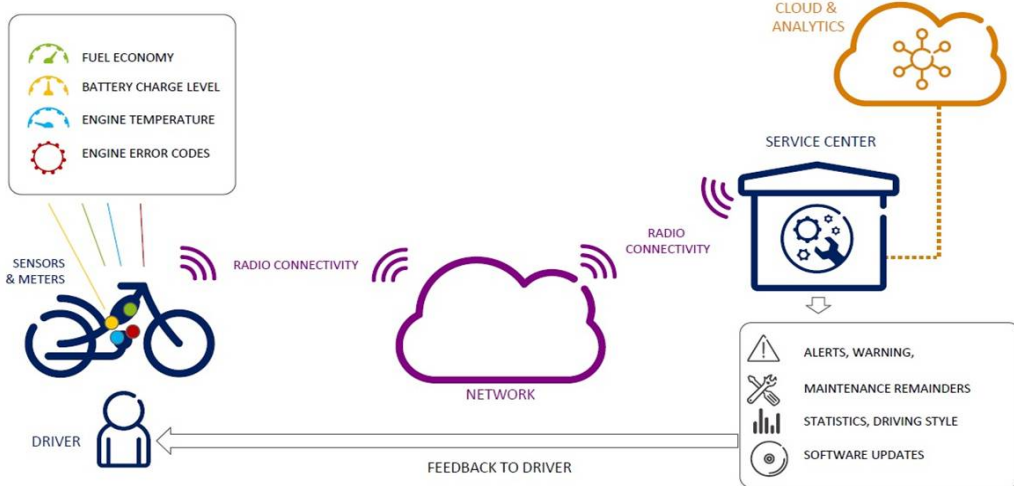 CLOUD &
ANALYTICS
FUEL ECONOMY
BATTERY CHARGE LEVEL
ENGINE TEMPERATURE
ENGINE ERROR CODES
SERVICE CENTER
RADIO
CONNECTIVITY
SENSORS
& METERS
RADIO CONNECTIVITY
NETWORK
ALERTS, WARNING,
MAINTENANCE REMAINDERS
STATISTICS, DRIVING STYLE
SOFTWARE UPDATES
DRIVER
FEEDBACK TO DRIVER